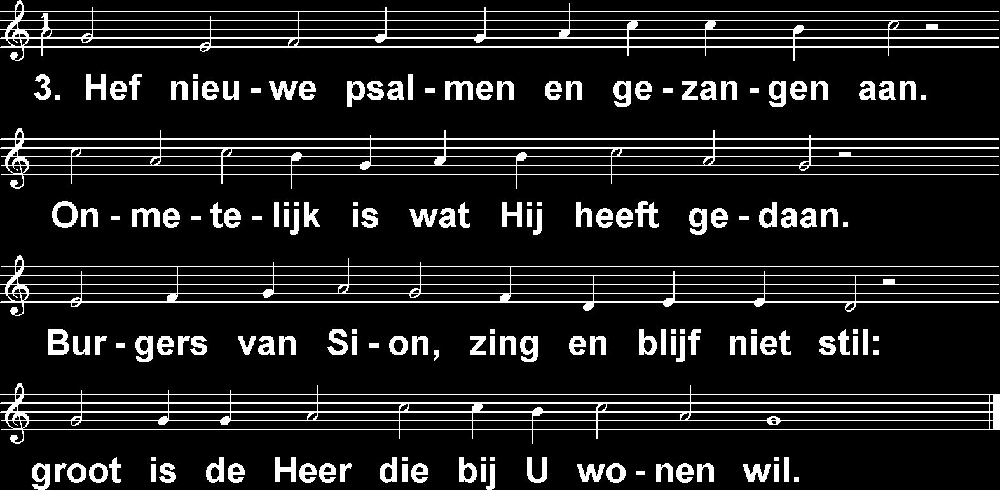 3. Hef nieu - we psal - men en ge - zan - gen aan.
On - me - te - lijk is wat Hij heeft ge - daan.
Bur - gers van Si - on, zing en blijf niet stil:
groot is de Heer die bij U wo - nen wil.